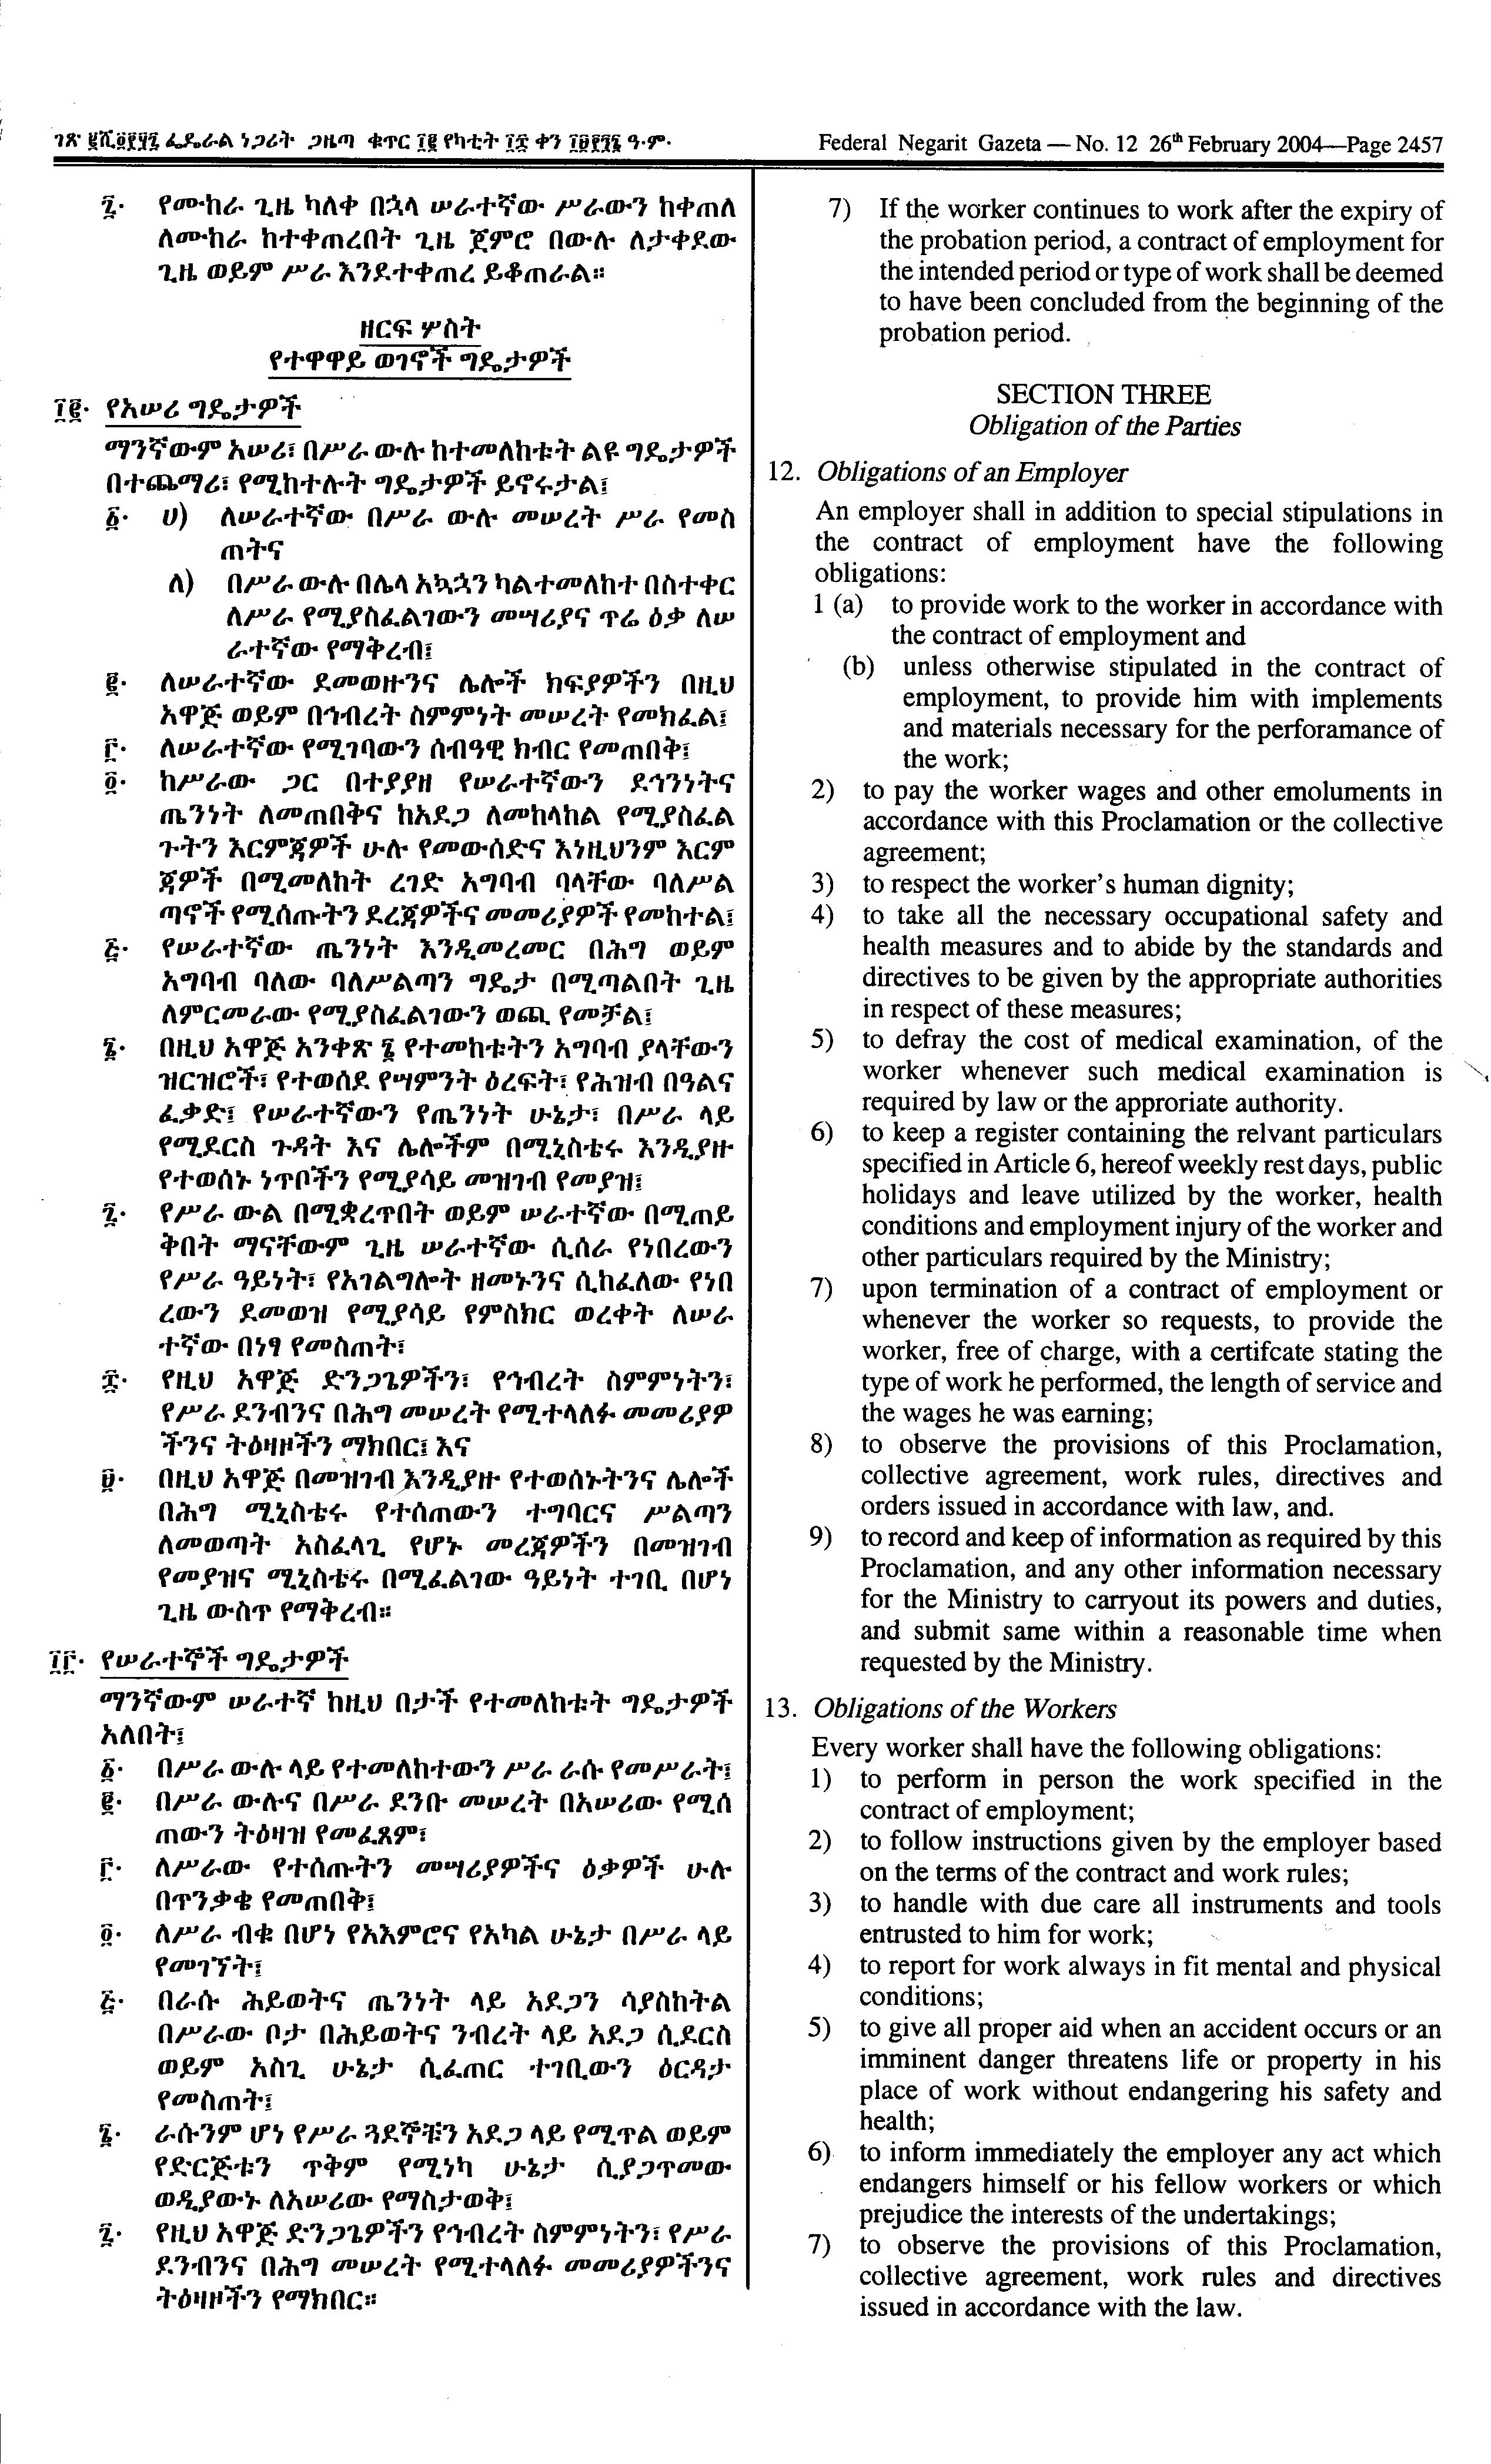 ገጽ ፪ሺ፬፻፶፯ ፌዴራል ነጋሪት ጋዜጣ ቁጥር ፲፪ የካቲት ፲፰ ቀን ፲፱፻፺፮ ዓ.ም.
Federal Negarit Gazeta — No. 12 26th February 2004—Page 2457
፯. የሙከራ ጊዜ ካለቀ በኋላ ሠራተኛው ሥራውን ከቀጠለ
ለሙከራ ከተቀጠረበት ጊዜ ጀምሮ በውሉ ለታቀደው
ጊዜ ወይም ሥራ እንደተቀጠረ ይቆጠራል።
ዘርፍ ሦስት
የተዋዋይ ወገኖች ግዴታዎች
፲፪. የአሠሪ ግዴታዎች
ማንኛውም አሠሪ፣ በሥራ ውሉ ከተመለከቱት ልዩ ግዴታዎች
በተጨማሪ፣ የሚከተሉት ግዴታዎች ይኖሩታል፤
፩. ሀ) ለሠራተኛው በሥራ ውሉ መሠረት ሥራ የመስ
ጠትና
ለ) በሥራ ውሉ በሌላ አኳኋን ካልተመለከተ በስተቀር
ለሥራ የሚያስፈልገውን መሣሪያና ጥሬ ዕቃ ለሠ
ራተኛው የማቅረብ፤
፪. ለሠራተኛው ደመወዙንና ሌሎች ክፍያዎችን በዚህ
አዋጅ ወይም በኅብረት ስምምነት መሠረት የመክፈል፤
፫. ለሠራተኛው የሚገባውን ሰብዓዊ ክብር የመጠበቅ፤
፬. ከሥራው ጋር በተያያዘ የሠራተኛውን ደኅንነትና
ጤንነት ለመጠበቅና ከአደጋ ለመከላከል የሚያስፈል
ጉትን እርምጃዎች ሁሉ የመውሰድና እነዚህንም እርም
ጃዎች በሚመለከት ረገድ አግባብ ባላቸው ባለሥል
ጣኖች የሚሰጡትን ደረጃዎችና መመሪያዎች የመከተል፤
፭. የሠራተኛው ጤንነት እንዲመረመር በሕግ ወይም
አግባብ ባለው ባለሥልጣን ግዴታ በሚጣልበት ጊዜ
ለምርመራው የሚያስፈልገውን ወጪ የመቻል፤
፮. በዚህ አዋጅ አንቀጽ ፮ የተመከቱትን አግባብ ያላቸውን
ዝርዝሮች፣ የተወሰደ የሣምንት ዕረፍት፣ የሕዝብ በዓልና
ፈቃድ፤ የሠራተኛውን የጤንነት ሁኔታ፣ በሥራ ላይ
የሚደርስ ጉዳት እና ሌሎችም በሚኒስቴሩ እንዲያዙ
የተወሰኑ ነጥቦችን የሚያሳይ መዝገብ የመያዝ፤
፯. የሥራ ውል በሚቋረጥበት ወይም ሠራተኛው በሚጠይ
ቅበት ማናቸውም ጊዜ ሠራተኛው ሲሰራ የነበረውን
የሥራ ዓይነት፣ የአገልግሎት ዘመኑንና ሲከፈለው የነበ
ረውን ደመወዝ የሚያሳይ የምስክር ወረቀት ለሠራ
ተኛው በነፃ የመስጠት፣
፰. የዚህ አዋጅ ድንጋጌዎችን፣ የኅብረት ስምምነትን፣
የሥራ ደንብንና በሕግ መሠረት የሚተላለፉ መመሪያዎ
ችንና ትዕዛዞችን ማክበር፤ እና
፱. በዚህ አዋጅ በመዝገብ እንዲያዙ የተወሰኑትንና ሌሎች
በሕግ ሚኒስቴሩ የተሰጠውን ተግባርና ሥልጣን
ለመወጣት አስፈላጊ የሆኑ መረጃዎችን በመዝገብ
የመያዝና ሚኒስቴሩ በሚፈልገው ዓይነት ተገቢ በሆነ
ጊዜ ውስጥ የማቅረብ።
፲፫. የሠራተኞች ግዴታዎች
ማንኛውም ሠራተኛ ከዚህ በታች የተመለከቱት ግዴታዎች
አለበት፤
፩. በሥራ ውሉ ላይ የተመለከተውን ሥራ ራሱ የመሥራት፤
፪. በሥራ ውሉና በሥራ ደንቡ መሠረት በአሠሪው የሚሰ
ጠውን ትዕዛዝ የመፈጸም፣
፫. ለሥራው የተሰጡትን መሣሪያዎችና ዕቃዎች ሁሉ
በጥንቃቄ የመጠበቅ፤
፬. ለሥራ ብቁ በሆነ የአእምሮና የአካል ሁኔታ በሥራ ላይ
የመገኘት፤
፭. በራሱ ሕይወትና ጤንነት ላይ አደጋን ሳያስከትል
በሥራው ቦታ በሕይወትና ንብረት ላይ አደጋ ሲደርስ
ወይም አስጊ ሁኔታ ሲፈጠር ተገቢውን ዕርዳታ
የመስጠት፤
፮. ራሱንም ሆነ የሥራ ጓደኞቹን አደጋ ላይ የሚጥል ወይም
የድርጅቱን ጥቅም የሚነካ ሁኔታ ሲያጋጥመው
ወዲያውኑ ለአሠሪው የማስታወቅ፤
፯. የዚህ አዋጅ ድንጋጌዎችን የኅብረት ስምምነትን፣ የሥራ
ደንብንና በሕግ መሠረት የሚተላለፉ መመሪያዎችንና
ትዕዛዞችን የማክበር።
7) If the worker continues to work after the expiry of
the probation period, a contract of employment for
the intended period or type of work shall be deemed
to have been concluded from the beginning of the
probation period.
SECTION THREE
Obligation of the Parties
12. Obligations of an Employer
An employer shall in addition to special stipulations in
the contract of employment have the following
obligations:
1 (a) to provide work to the worker in accordance with
the contract of employment and
(b) unless otherwise stipulated in the contract of
employment, to provide him with implements
and materials necessary for the perforamance of
the work;
2) to pay the worker wages and other emoluments in
accordance with this Proclamation or the collective
agreement;
3) to respect the worker's human dignity;
4) to take all the necessary occupational safety and
health measures and to abide by the standards and
directives to be given by the appropriate authorities
in respect of these measures;
5) to defray the cost of medical examination, of the
worker whenever such medical examination is
required by law or the approriate authority.
6) to keep a register containing the relvant particulars
specified in Article 6, hereof weekly rest days, public
holidays and leave utilized by the worker, health
conditions and employment injury of the worker and
other particulars required by the Ministry;
7) upon termination of a contract of employment or
whenever the worker so requests, to provide the
worker, free of charge, with a certifcate stating the
type of work he performed, the length of service and
the wages he was earning;
8) to observe the provisions of this Proclamation,
collective agreement, work rules, directives and
orders issued in accordance with law, and.
9) to record and keep of information as required by this
Proclamation, and any other information necessary
for the Ministry to carryout its powers and duties,
and submit same within a reasonable time when
requested by the Ministry.
13. Obligations of the Workers
Every worker shall have the following obligations:
1) to perform in person the work specified in the
contract of employment;
2) to follow instructions given by the employer based
on the terms of the contract and work rules;
3) to handle with due care all instruments and tools
entrusted to him for work;
4) to report for work always in fit mental and physical
conditions;
5) to give all proper aid when an accident occurs or an
imminent danger threatens life or property in his
place of work without endangering his safety and
health;
6) to inform immediately the employer any act which
endangers himself or his fellow workers or which
prejudice the interests of the undertakings;
7) to observe the provisions of this Proclamation,
collective agreement, work rules and directives
issued in accordance with the law.